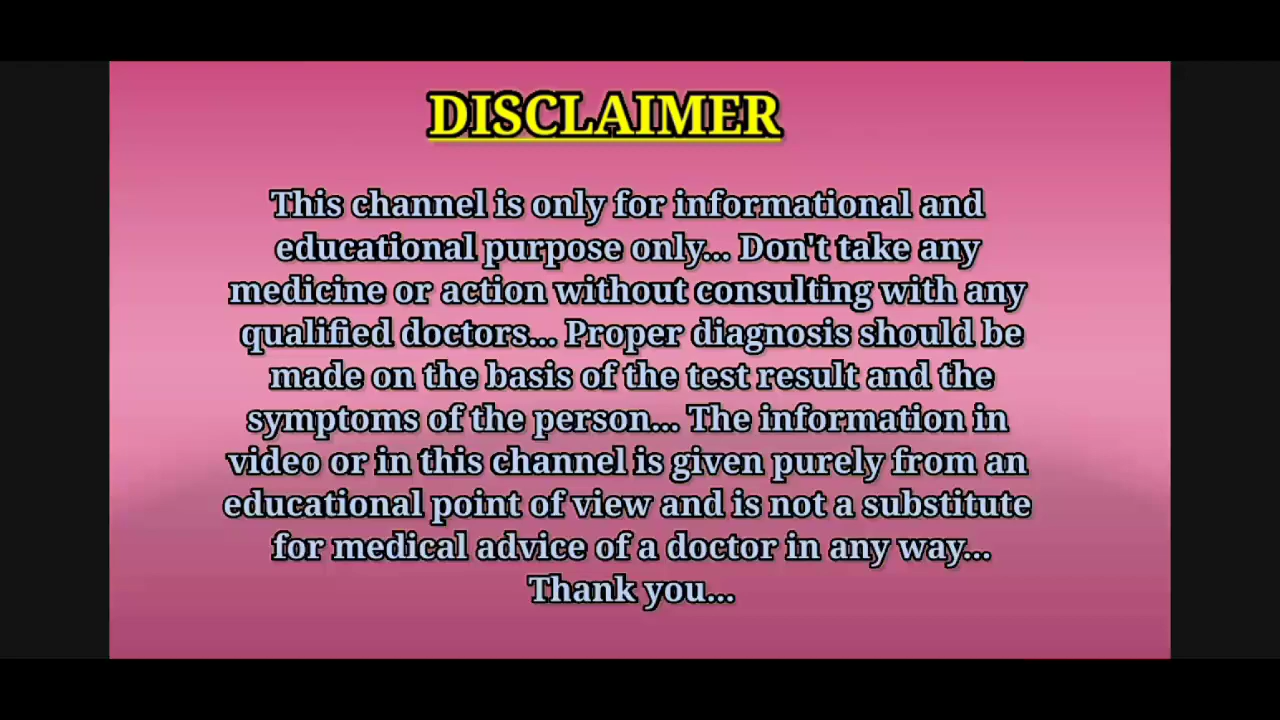 DISCLAIMER
This channel is only for informational and
educational purpose only... Don't take any
medicine or action without consulting with any
qualified doctors... Proper diagnosis should be
made on the basis of the test result and the
symptoms of the person... The information in
video or in this channel is given purely from an
educational point of view and is not a substitute
for medical advice of a doctor in any way...
Thank you...